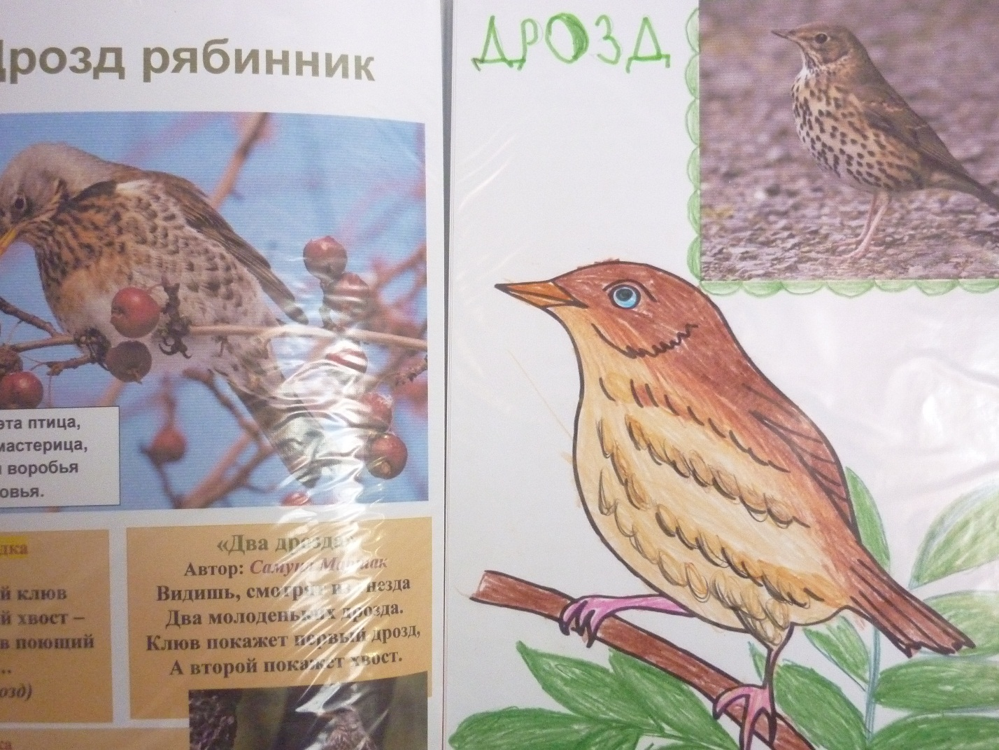 Дрозд рябинник
эта птица,
мастерица,
воробья
овья.
дка
й клюв
й хвост –
в поющий
...
озд)
«Два дрозда»
Автор: Самуил Маршак
Видишь, смотрят из гнезда
Два молоденьких дрозда.
Клюв покажет первый дрозд,
А второй покажет хвост.
ДРОЗД